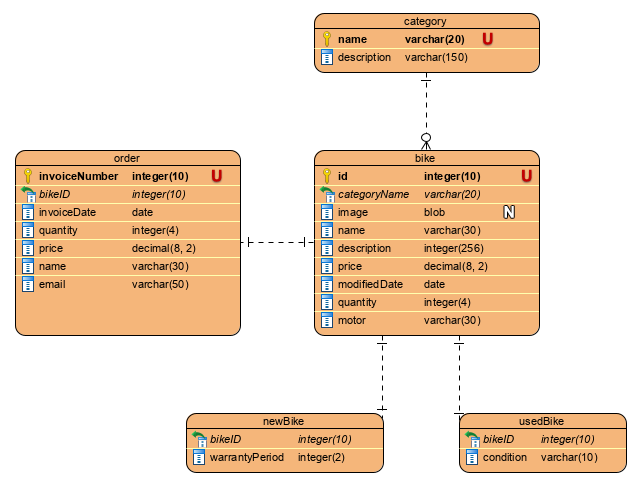 category
name varchar(20) U
description varchar(150)
order
invoiceNumber integer(10) U
bikeID integer(10)
invoiceDate date
quantity integer(4)
price decimal(8, 2)
name varchar(30)
email varchar(50)
bike
id integer(10) U
categoryName varchar(20)
image blob N
name varchar(30)
description integer(256)
price decimal(8, 2)
modifiedDate date
quantity integer(4)
motor varchar(30)
newBike
bikeID integer(10)
warrantyPeriod integer(2)
usedBike
bikeID integer(10)
condition varchar(10)